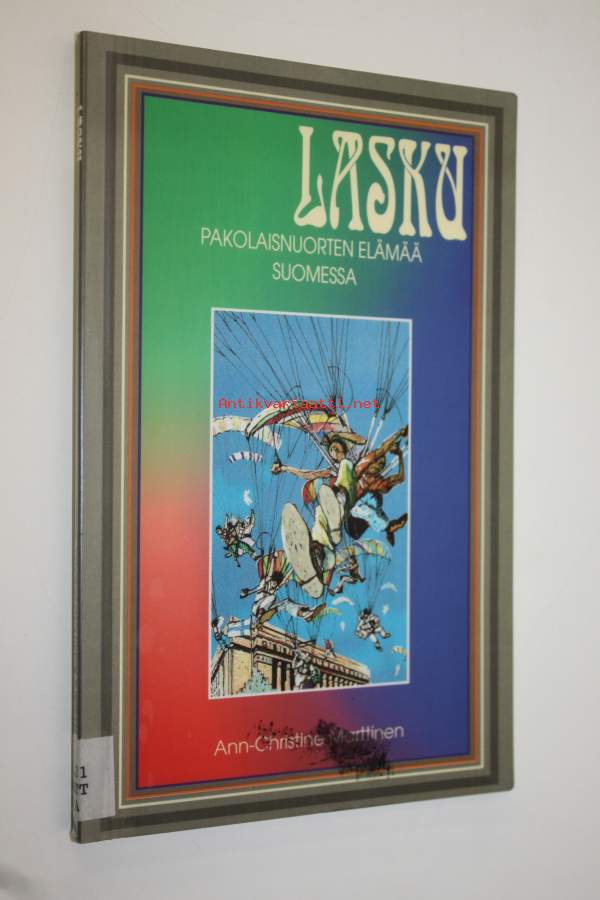 LASKU
PAKOLAISNUORTEN ELÄMÄÄ
SUOMESSA
Antikvariaatti.net
Ann-Christine Marttinen